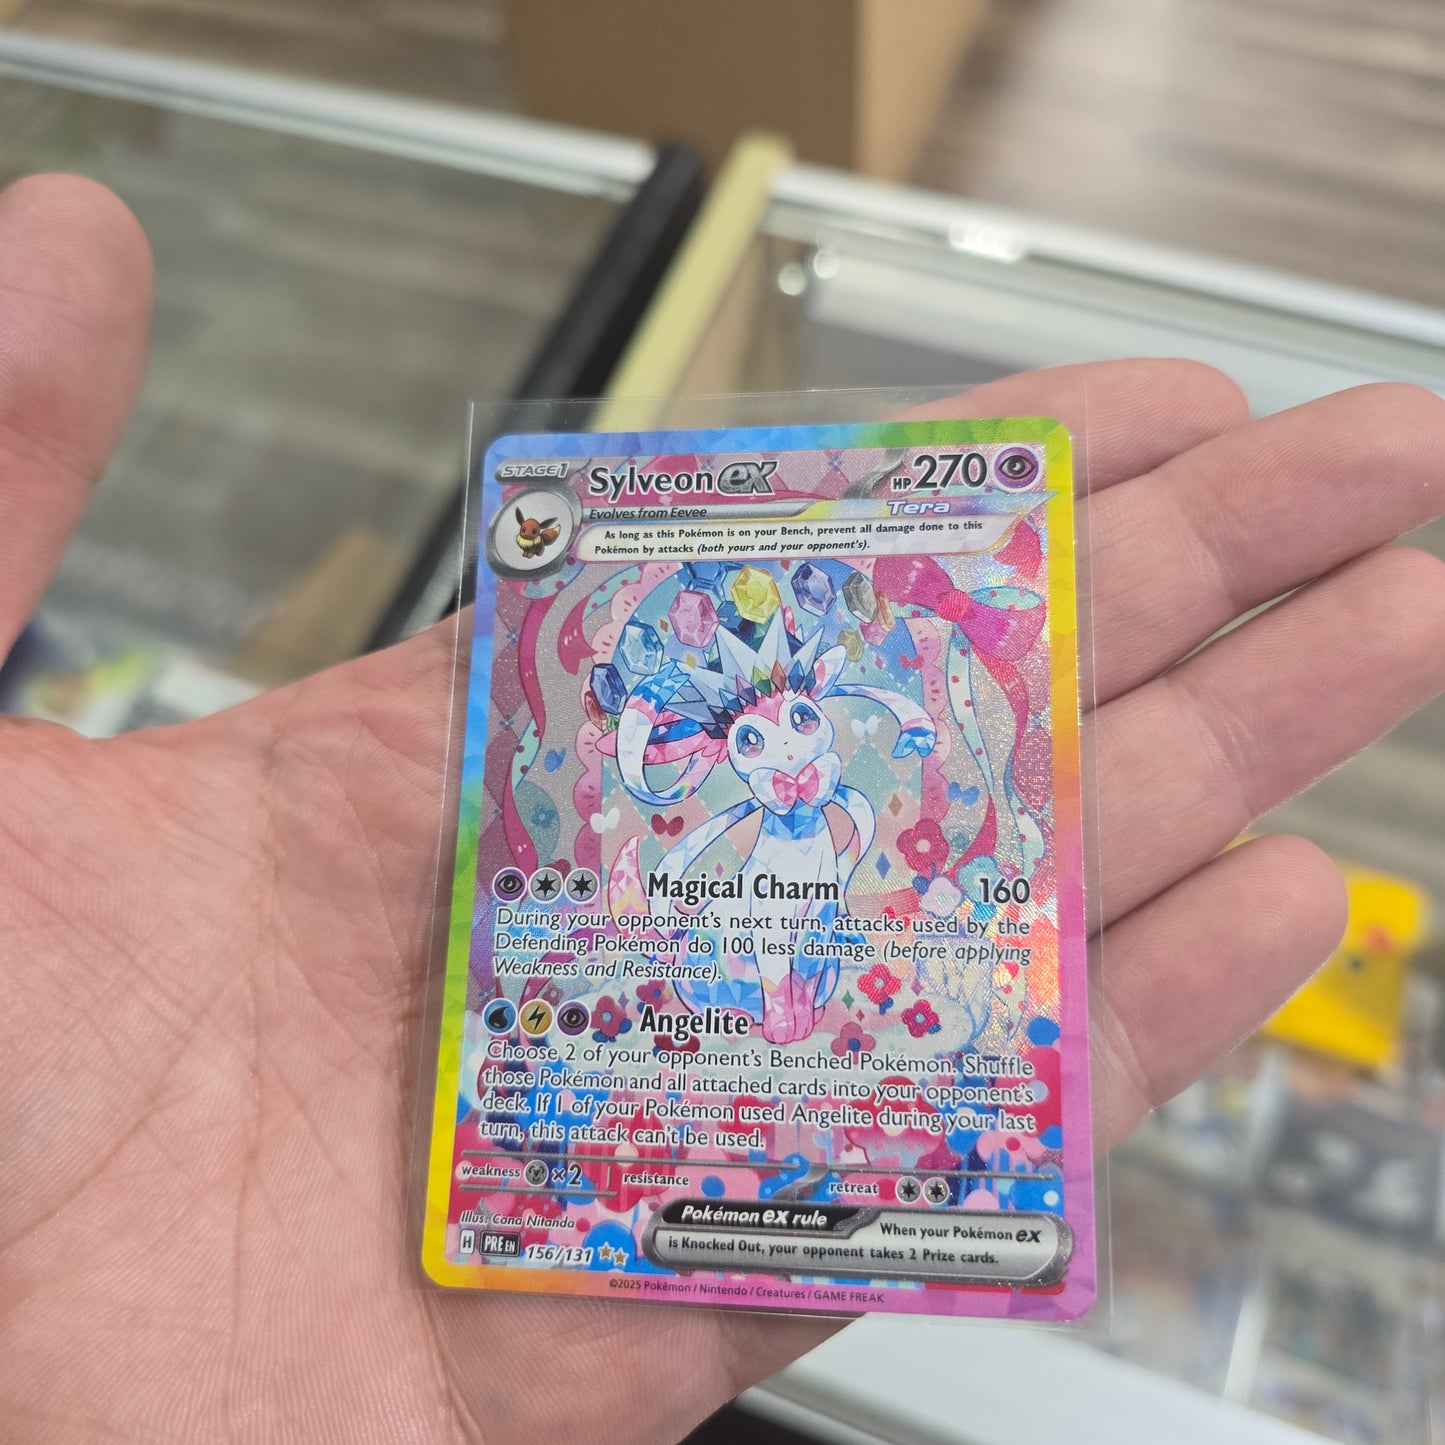 STAGE 1
Sylveon ex
HP 270
Evolves from Eevee
Tera
As long as this Pokémon is on your Bench, prevent all damage done to this
Pokémon by attacks (both yours and your opponent's).
Magical Charm 160
During your opponent's next turn, attacks used by the
Defending Pokémon do 100 less damage (before applying
Weakness and Resistance).
Angelite
Choose 2 of your opponent's Benched Pokémon. Shuffle
those Pokémon and all attached cards into your opponent's
deck. If 1 of your Pokémon used Angelite during your last
turn, this attack can't be used.
weakness ×2 resistance retreat
Illus. Cona Nitanda
Pokémon ex rule
When your Pokémon ex
is Knocked Out, your opponent takes 2 Prize cards.
H PRE EN 156/131
©2025 Pokémon / Nintendo / Creatures / GAME FREAK